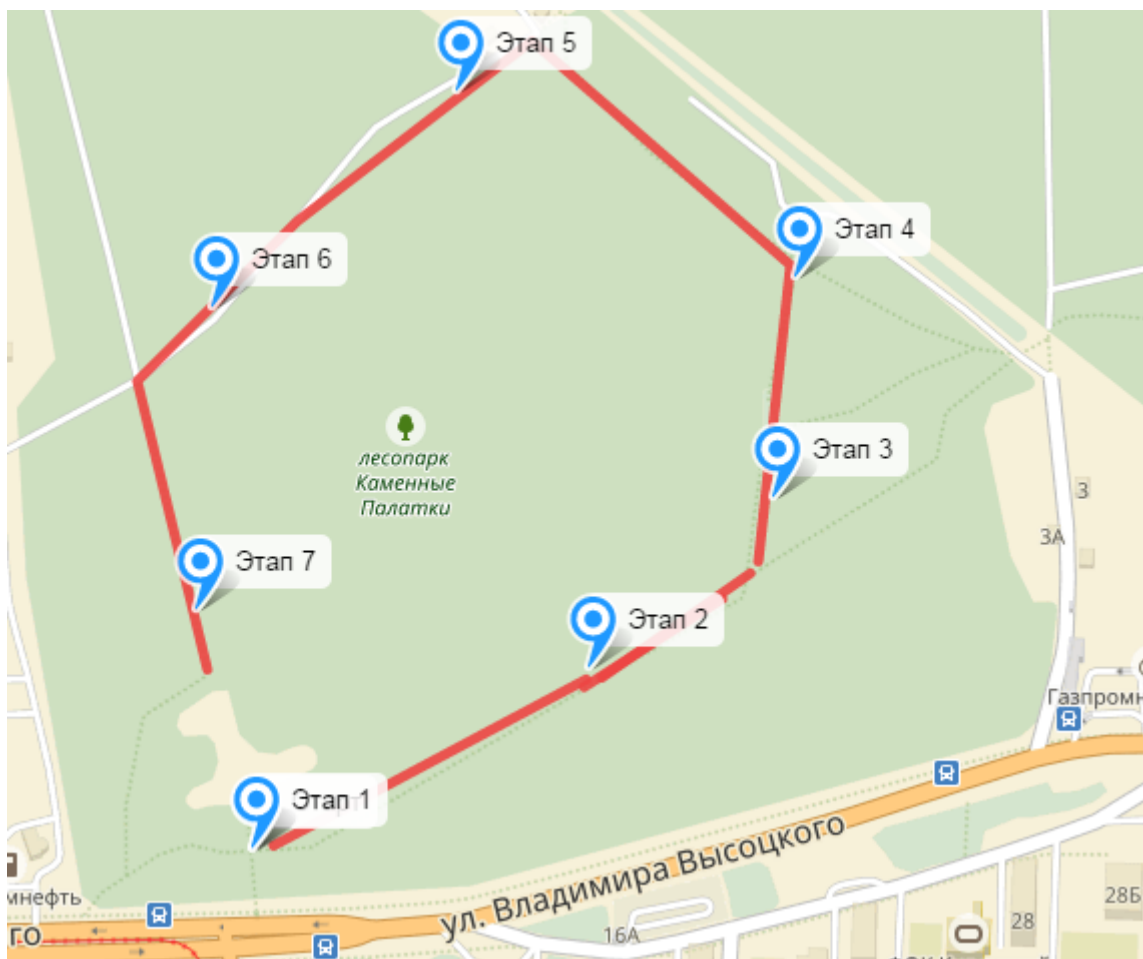 Этап 5
Этап 4
Этап 6
лесопарк
Каменные
Палатки
Этап 3
3
3А
Этап 7
Этап 2
Газпромн
Этап 1
ул. Владимира Высоцкого
мнефть
го
16А
28
28Б